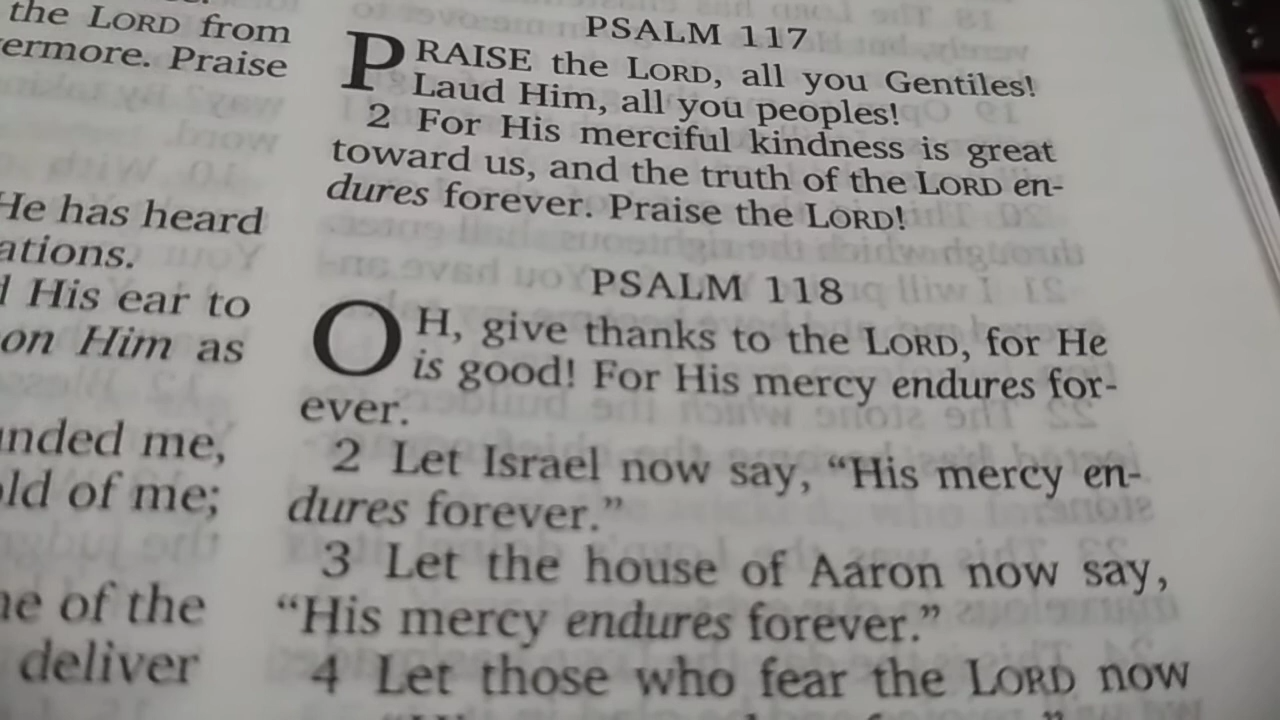 the LORD from
ermore. Praise
He has heard
ations.
His ear to
on Him as
nded me,
ld of me;
of the
deliver
PSALM 117
PRAISE the LORD, all you Gentiles!
Laud Him, all you peoples!
2 For His merciful kindness is great
toward us, and the truth of the LORD en-
dures forever. Praise the LORD!
PSALM 118
OH, give thanks to the LORD, for He
is good! For His mercy endures for-
ever.
2 Let Israel now say, “His mercy en-
dures forever.”
3 Let the house of Aaron now say,
“His mercy endures forever.”
4 Let those who fear the LORD now